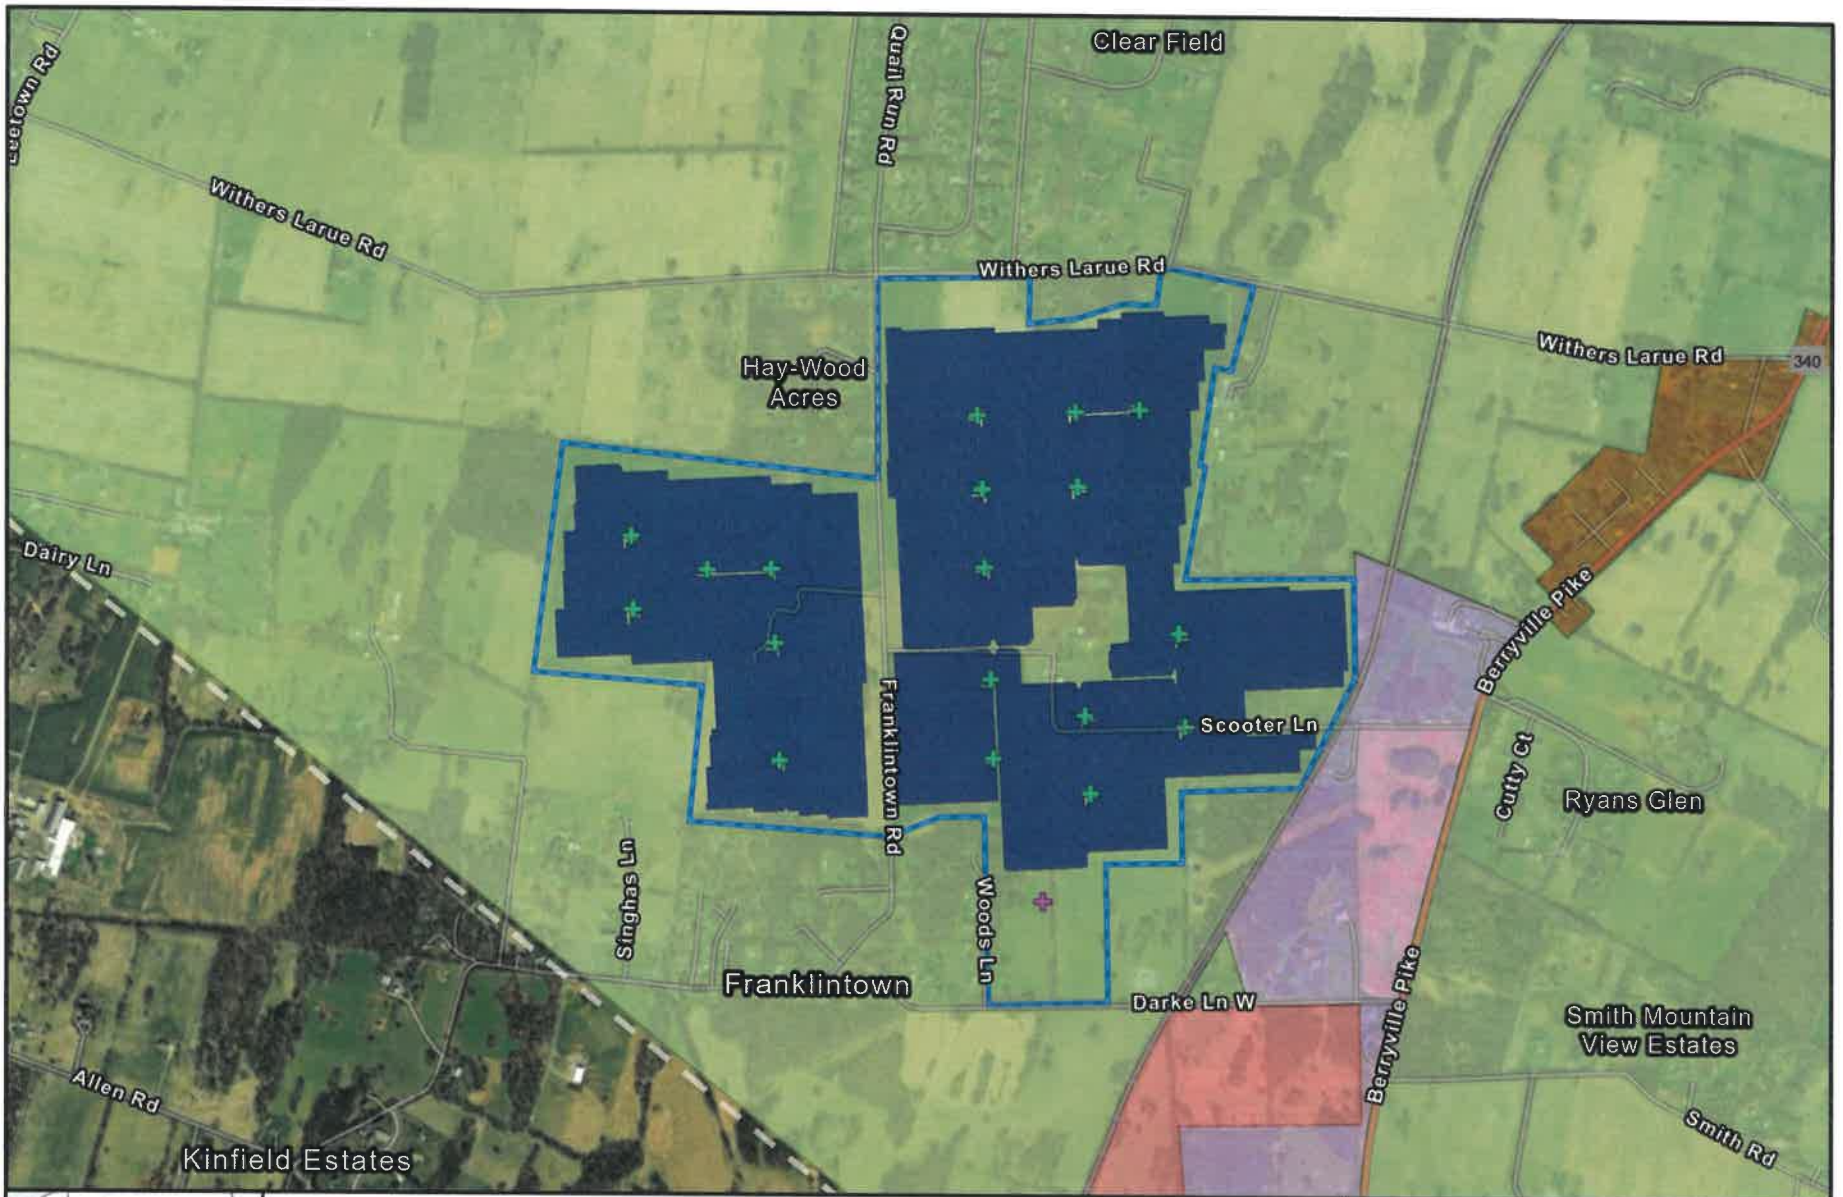 Clear Field
Quail Run Rd
Leetown Rd
Withers Larue Rd
Withers Larue Rd
Withers Larue Rd
340
Hay-Wood
Acres
Dairy Ln
Berryville Pike
Franklintown Rd
Scooter Ln
Cutty Ct
Ryans Glen
Singhas Ln
Woods Ln
Franklintown
Darke Ln W
Berryville Pike
Smith Mountain
View Estates
Allen Rd
Smith Rd
Kinfield Estates